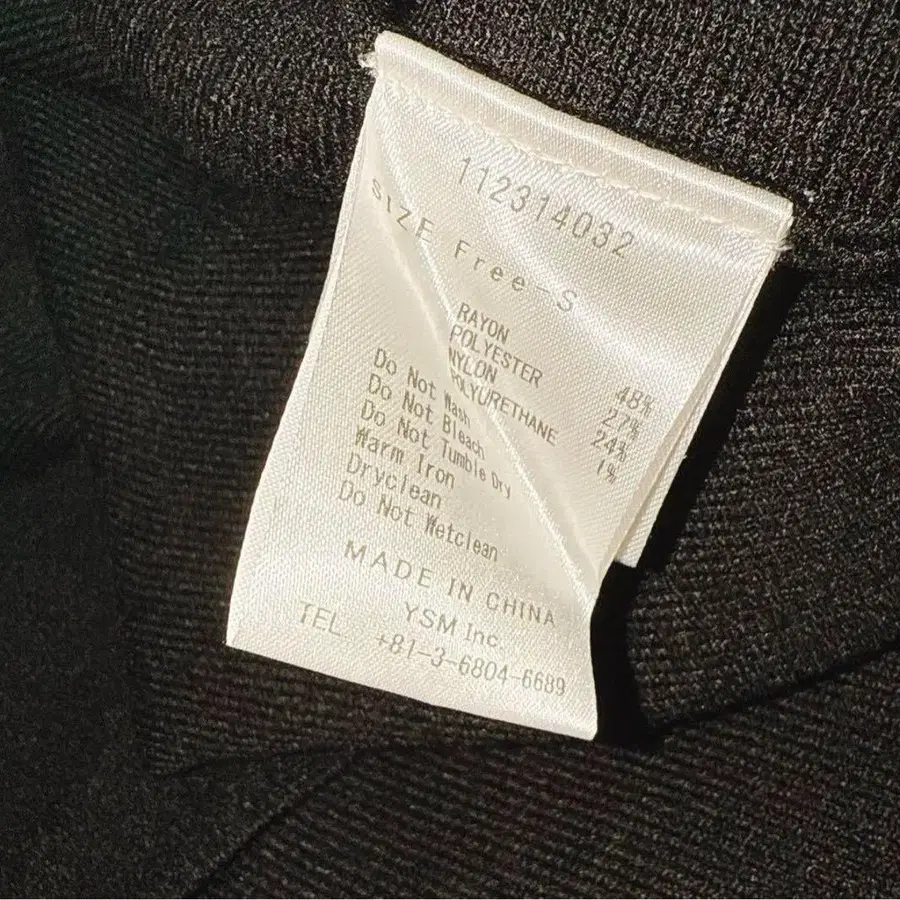 112314032
SIZE Free-S
RAYON 48%
POLYESTER 27%
NYLON 24%
POLYURETHANE 1%
Do Not Wash
Do Not Bleach
Do Not Tumble Dry
Warm Iron
Dryclean
Do Not Wetclean
MADE IN CHINA
YSM Inc.
TEL +81-3-6804-6689